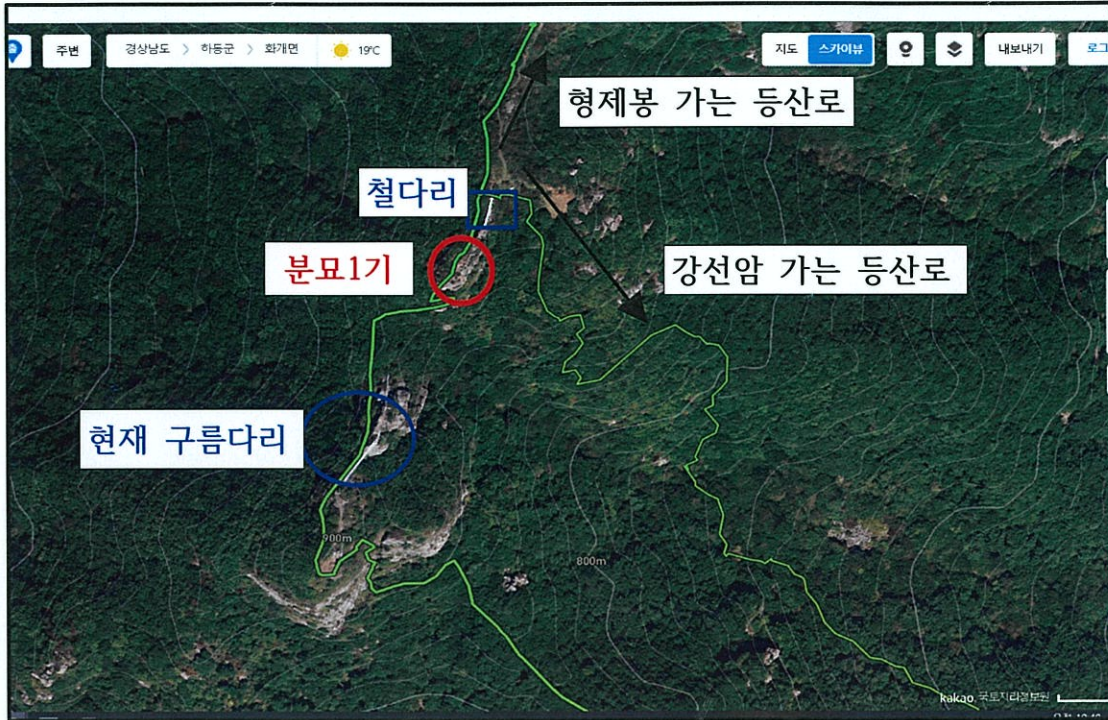 주변
경상남도 > 하동군 > 화개면
19°C
지도
스카이뷰
내보내기
형제봉 가는 등산로
철다리
분묘1기
강선암 가는 등산로
현재 구름다리
900m
800m
kakao 국토지리정보원